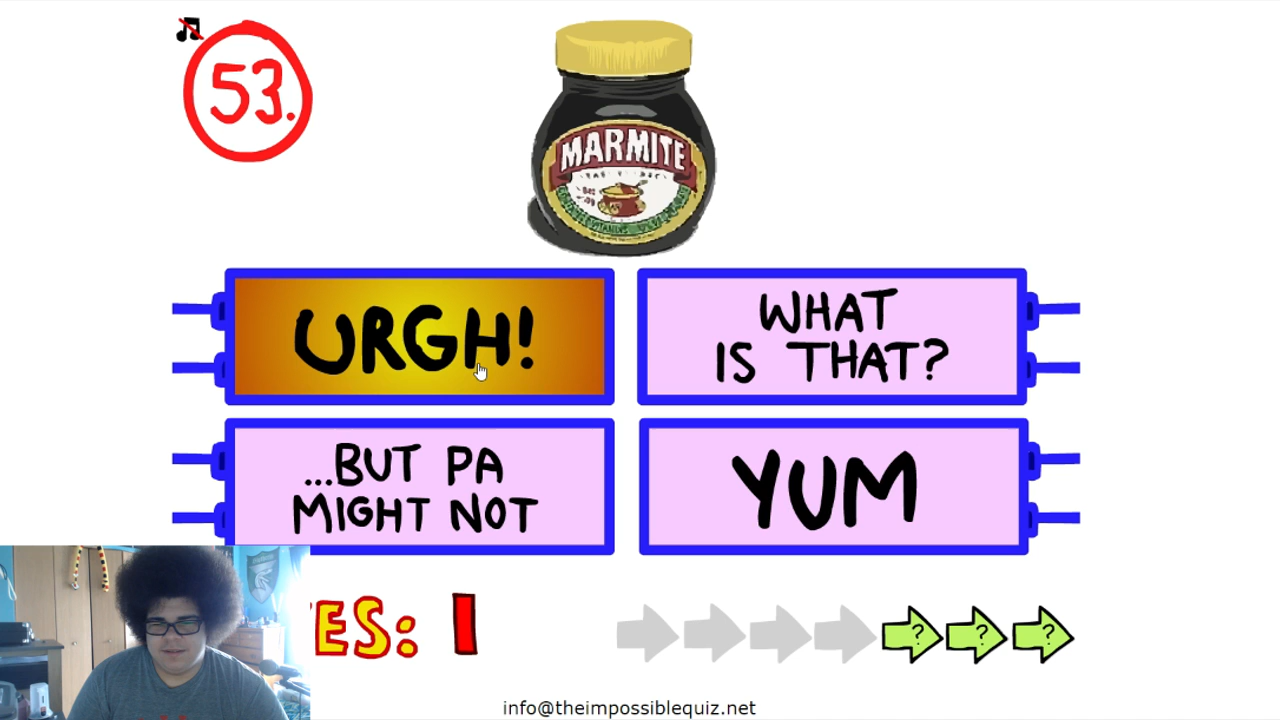 53.
MARMITE
URGH!
WHAT
IS THAT?
...BUT PA
MIGHT NOT
YUM
ES: 1
? ? ?
info@theimpossiblequiz.net